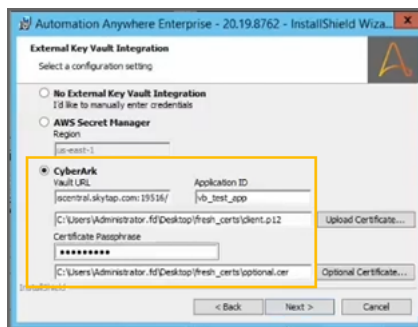 Automation Anywhere Enterprise - 20.19.8762 - InstallShield Wiza... X
External Key Vault Integration
Select a configuration setting
No External Key Vault Integration
I'd like to manually enter credentials
AWS Secret Manager
Region
us-east-1
CyberArk
Vault URL Application ID
iscentral.skytap.com:19516/ vb_test_app
C:\Users\Administrator.fd\Desktop\fresh_certs\client.p12 Upload Certificate...
Certificate Passphrase
•••••••••
C:\Users\Administrator.fd\Desktop\fresh_certs\optional.cer Optional Certificate...
InstallShield
< Back Next > Cancel